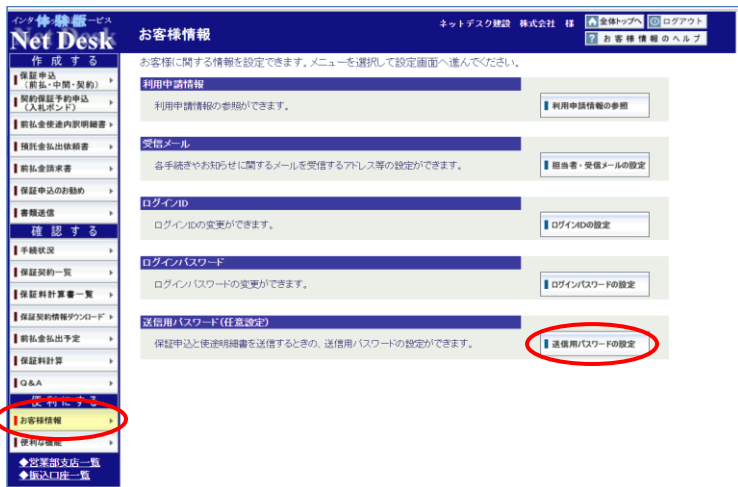 インターネットサービス
体・験・版
Net Desk
お客様情報
ネットデスク建設 株式会社 様
全体トップへ
ログアウト
お客様情報のヘルプ
作成する
保証申込
(前払・中間・契約)
契約保証予約申込
(入札ボンド)
前払金使途内訳明細書
預託金払出依頼書
前払金請求書
保証申込のお勧め
書類送信
確認する
手続状況
保証契約一覧
保証料計算書一覧
保証契約情報ダウンロード
前払金払出予定
保証料計算
Q&A
便利にする
お客様情報
便利な機能
◆営業部支店一覧
◆振込口座一覧
お客様に関する情報を設定できます。メニューを選択して設定画面へ進んでください。
利用申請情報
利用申請情報の参照ができます。
利用申請情報の参照
受信メール
各手続きやお知らせに関するメールを受信するアドレス等の設定ができます。
担当者・受信メールの設定
ログインID
ログインIDの変更ができます。
ログインIDの設定
ログインパスワード
ログインパスワードの変更ができます。
ログインパスワードの設定
送信用パスワード(任意設定)
保証申込と使途明細書を送信するときの、送信用パスワードの設定ができます。
送信用パスワードの設定